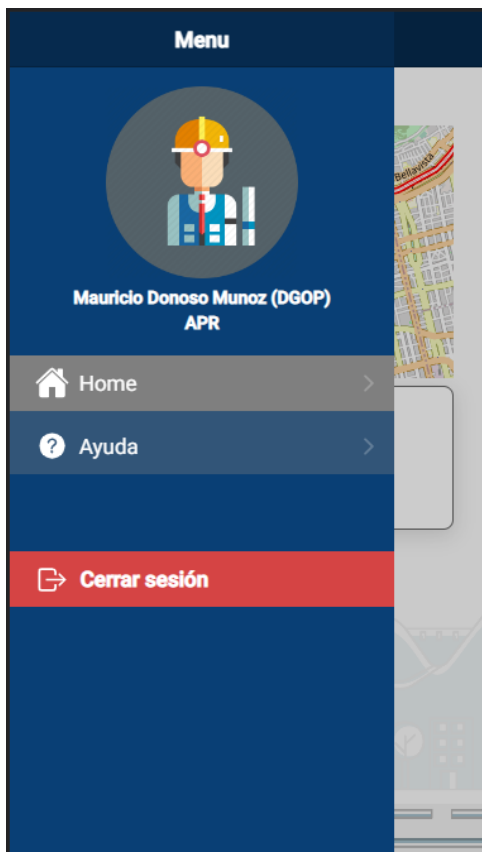 Menu
Mauricio Donoso Munoz (DGOP)
APR
Home
Ayuda
Cerrar sesión
Bellavista